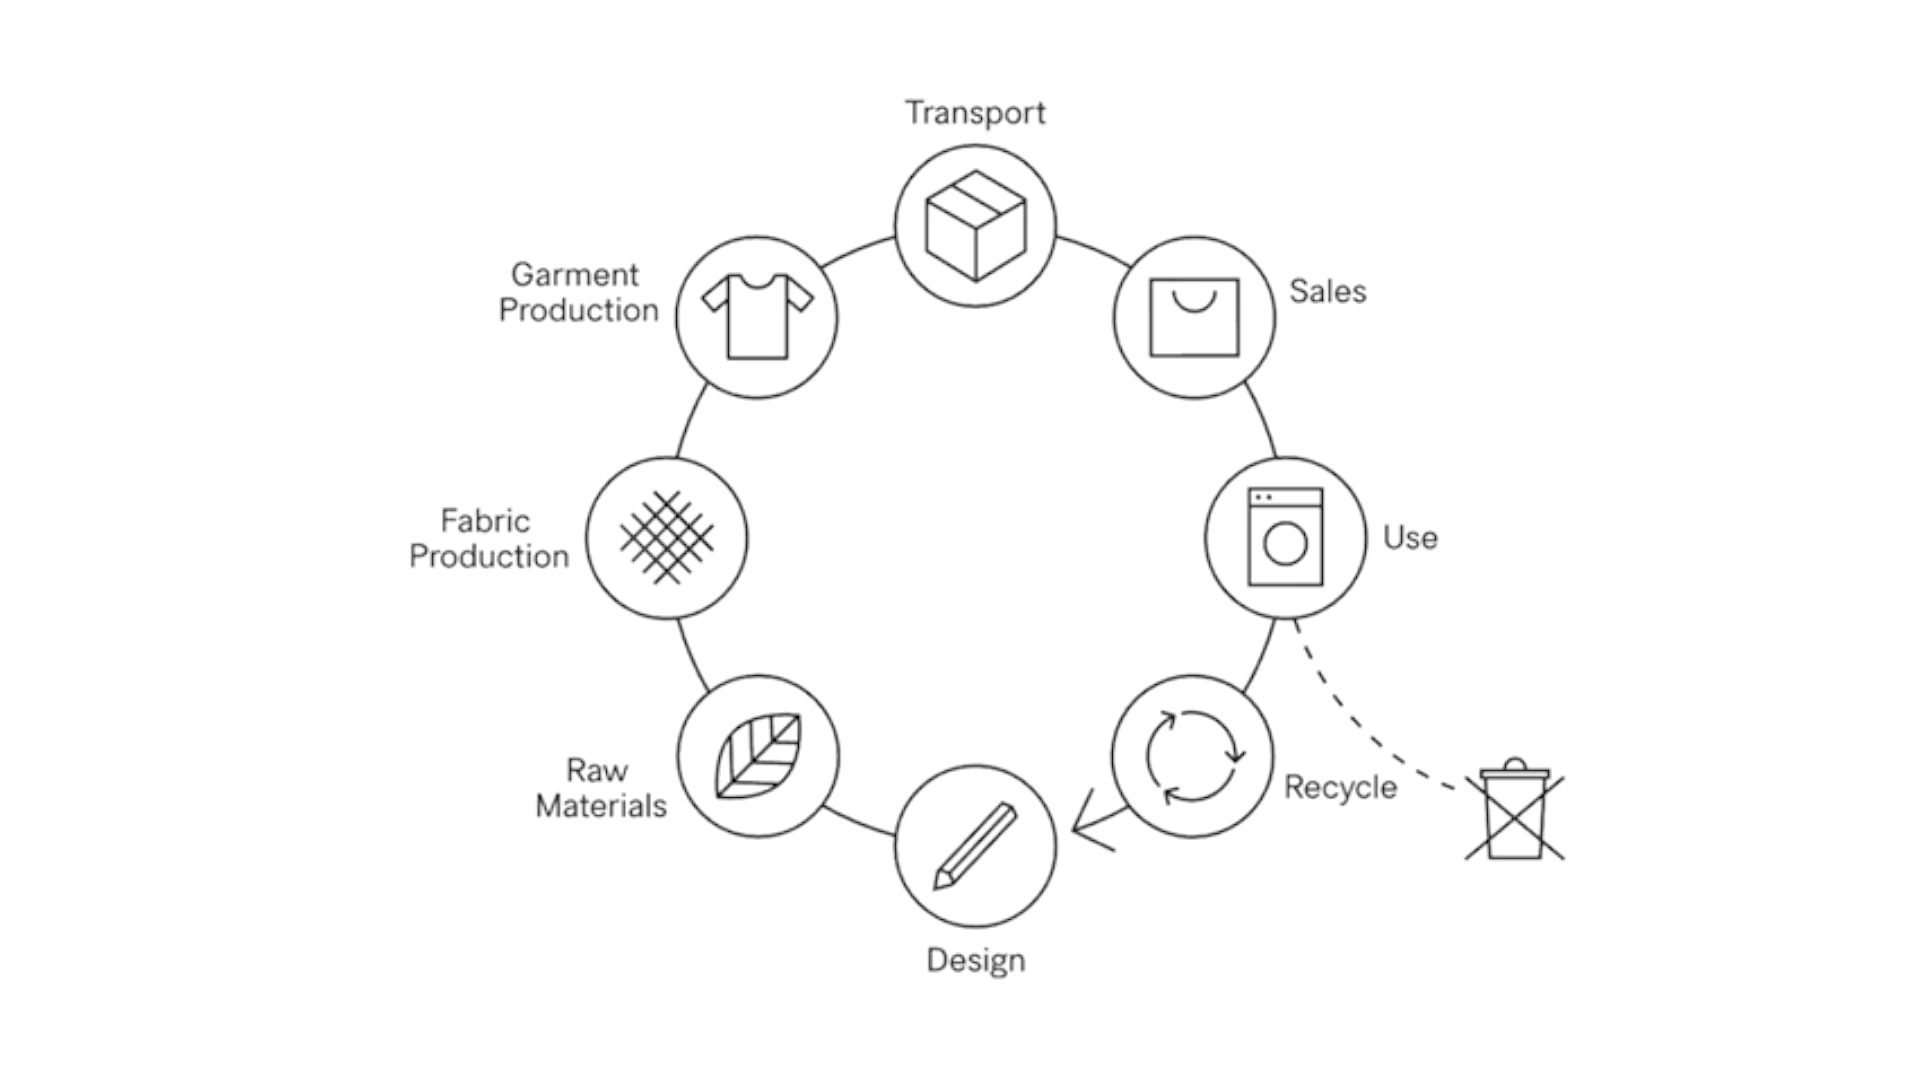 Transport
Garment
Production
Sales
Fabric
Production
Use
Raw
Materials
Recycle
Design